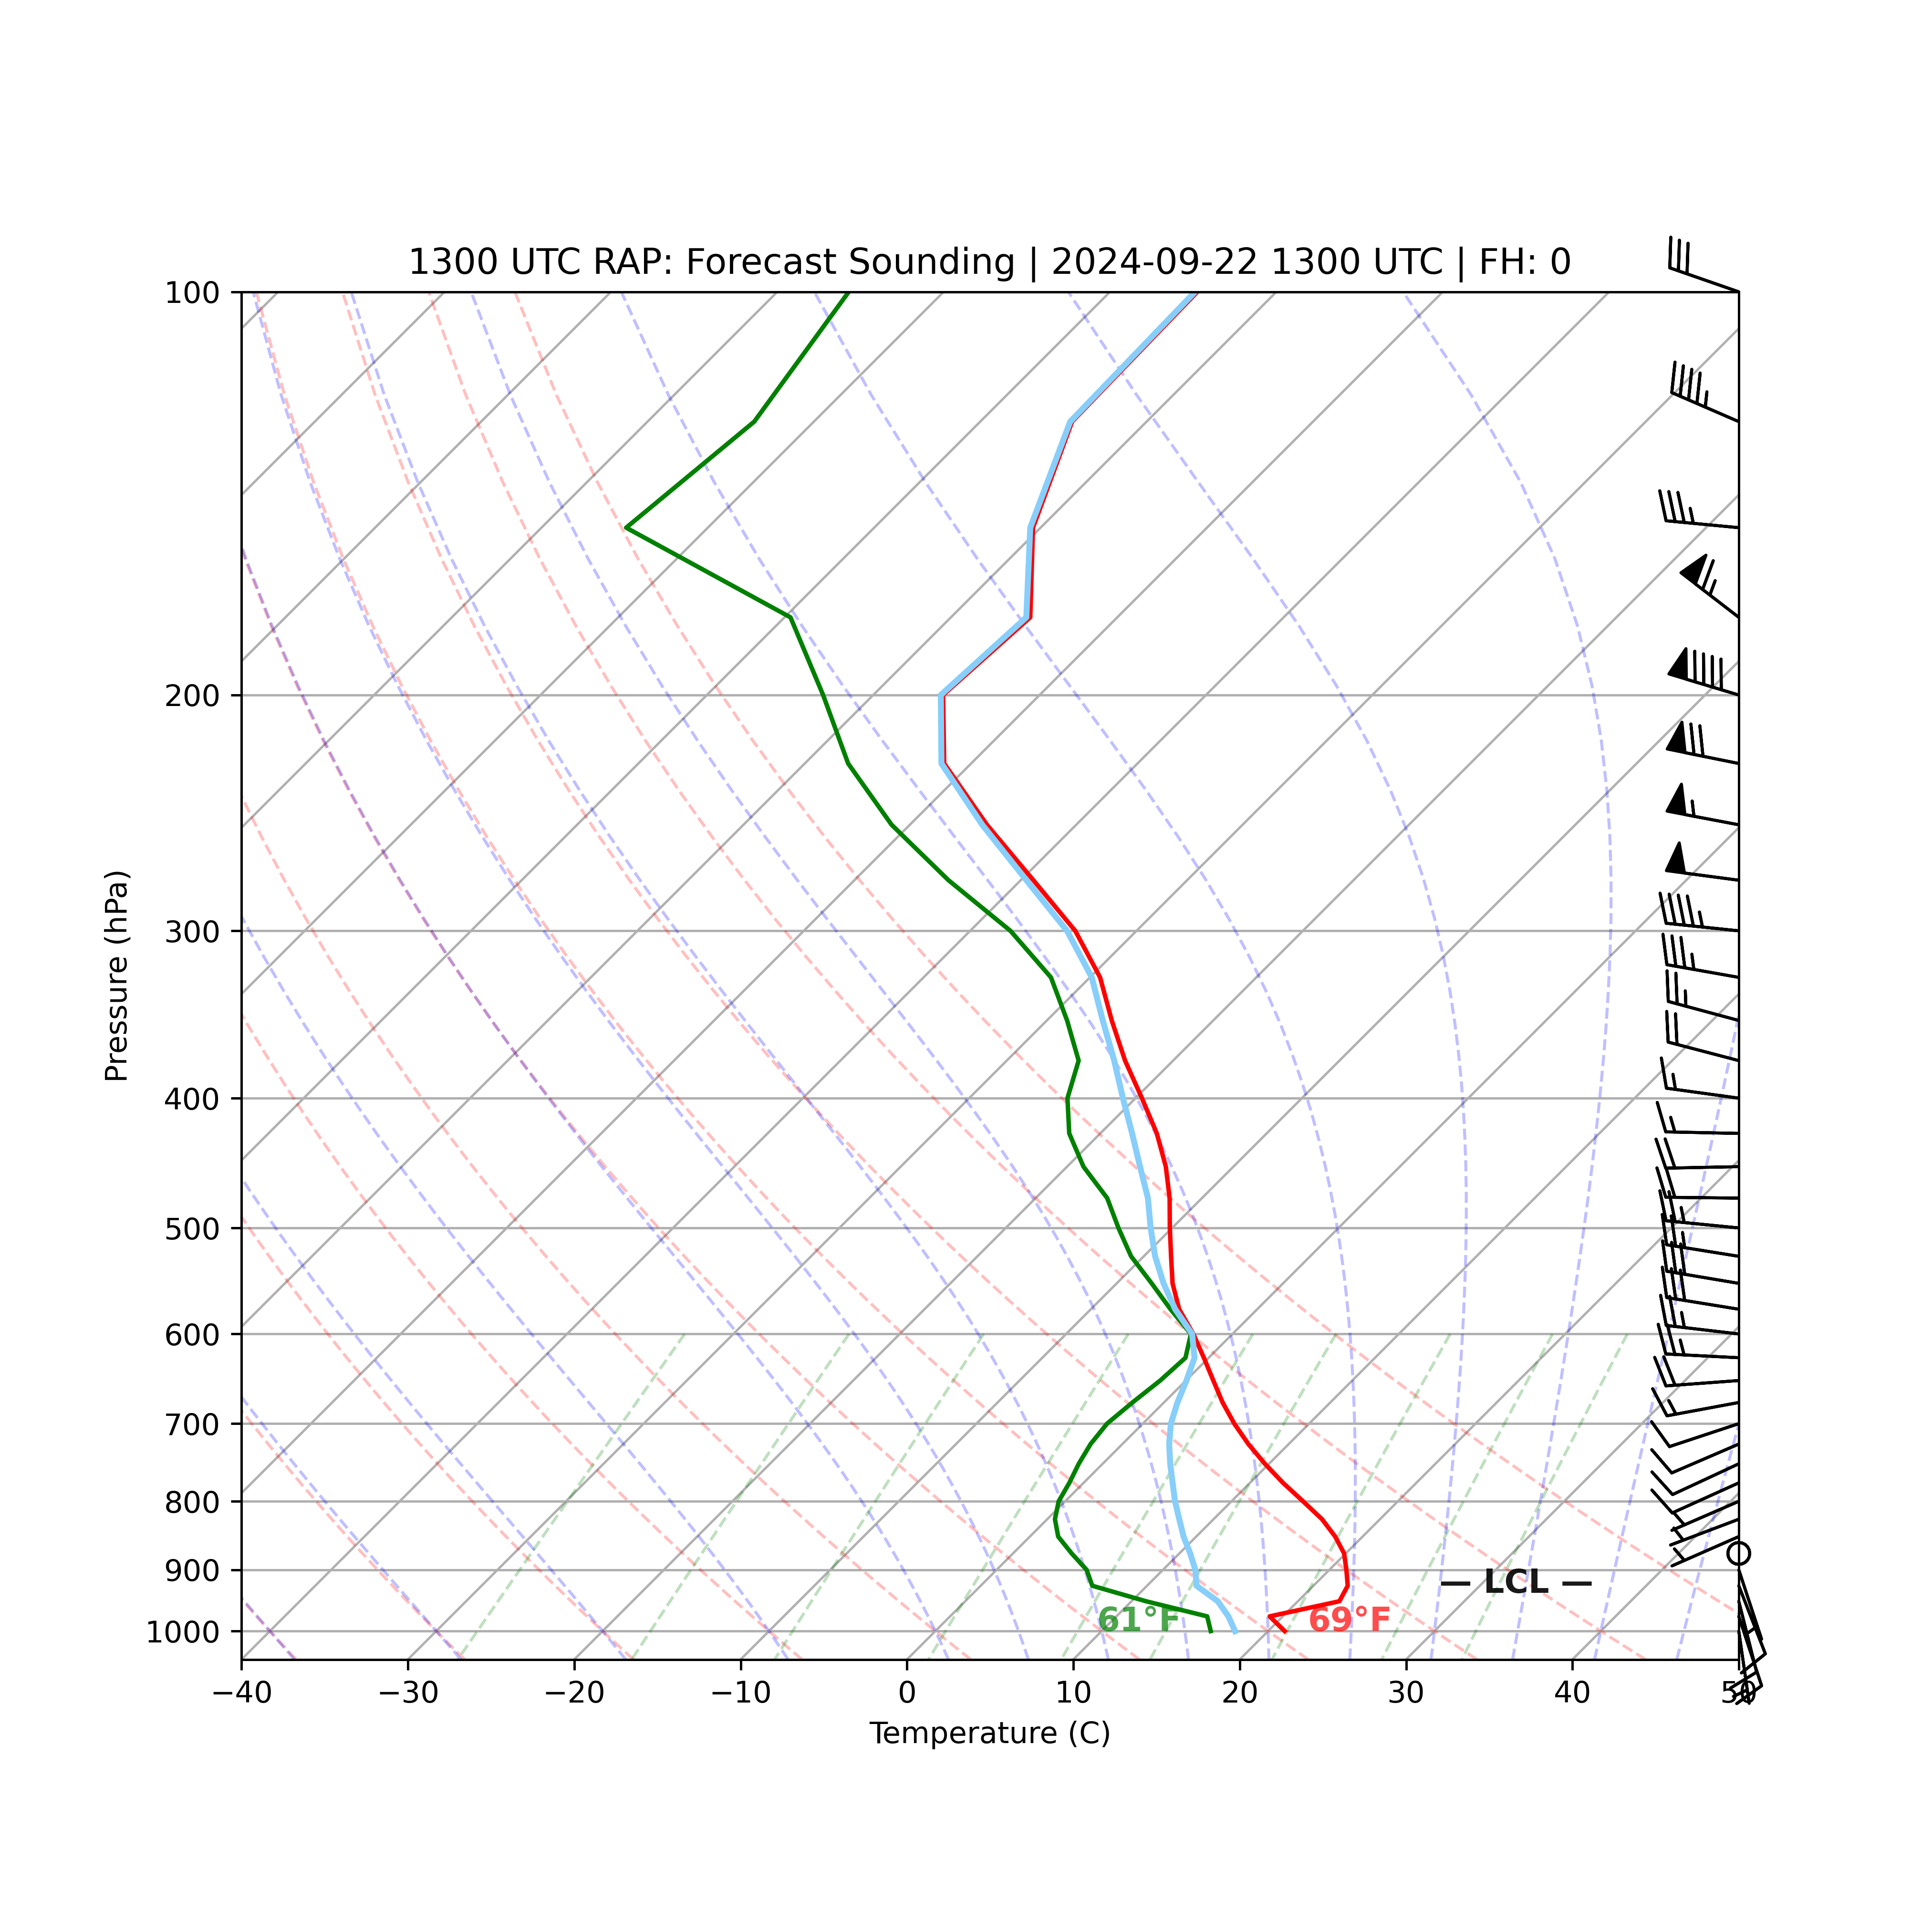 1300 UTC RAP: Forecast Sounding | 2024-09-22 1300 UTC | FH: 0
100
200
300
400
500
600
700
800
900
1000
Pressure (hPa)
— LCL —
61°F
69°F
−40 −30 −20 −10 0 10 20 30 40 50
Temperature (C)